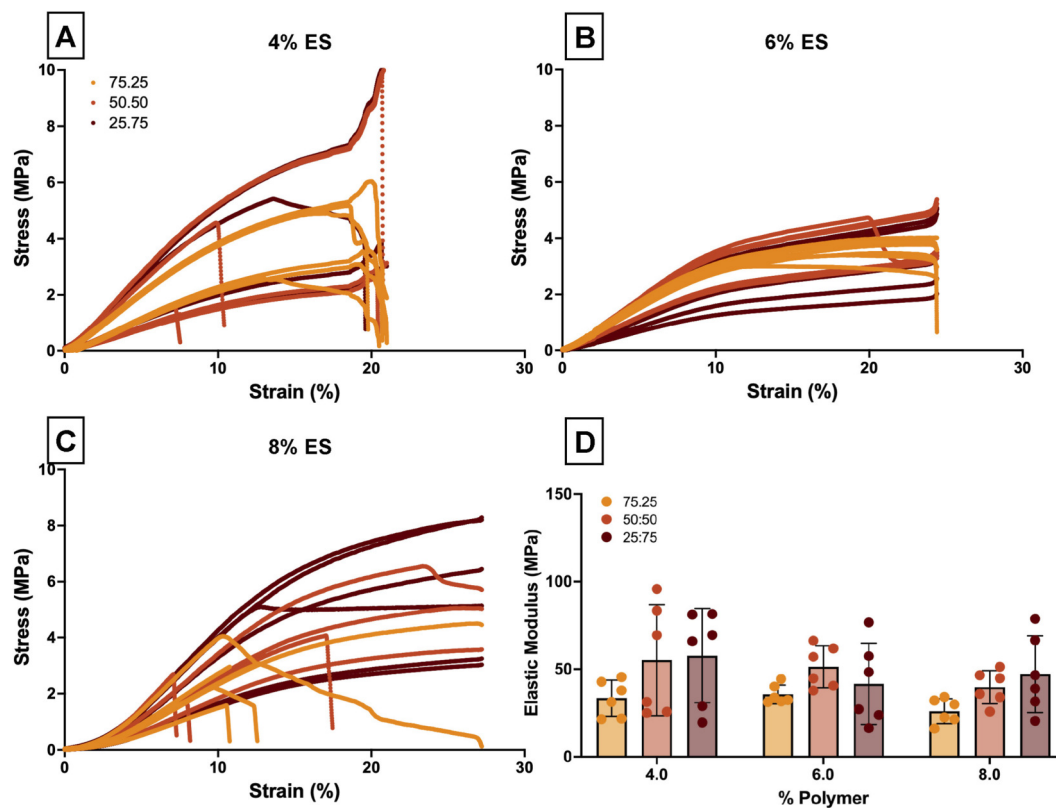 A
4% ES
75.25
50.50
25.75
10
8
6
4
2
0
0
10
20
30
Stress (MPa)
Strain (%)
B
6% ES
10
8
6
4
2
0
0
10
20
30
Stress (MPa)
Strain (%)
C
8% ES
10
8
6
4
2
0
0
10
20
30
Stress (MPa)
Strain (%)
D
75.25
50:50
25:75
150
100
50
0
Elastic Modulus (MPa)
4.0
6.0
8.0
% Polymer